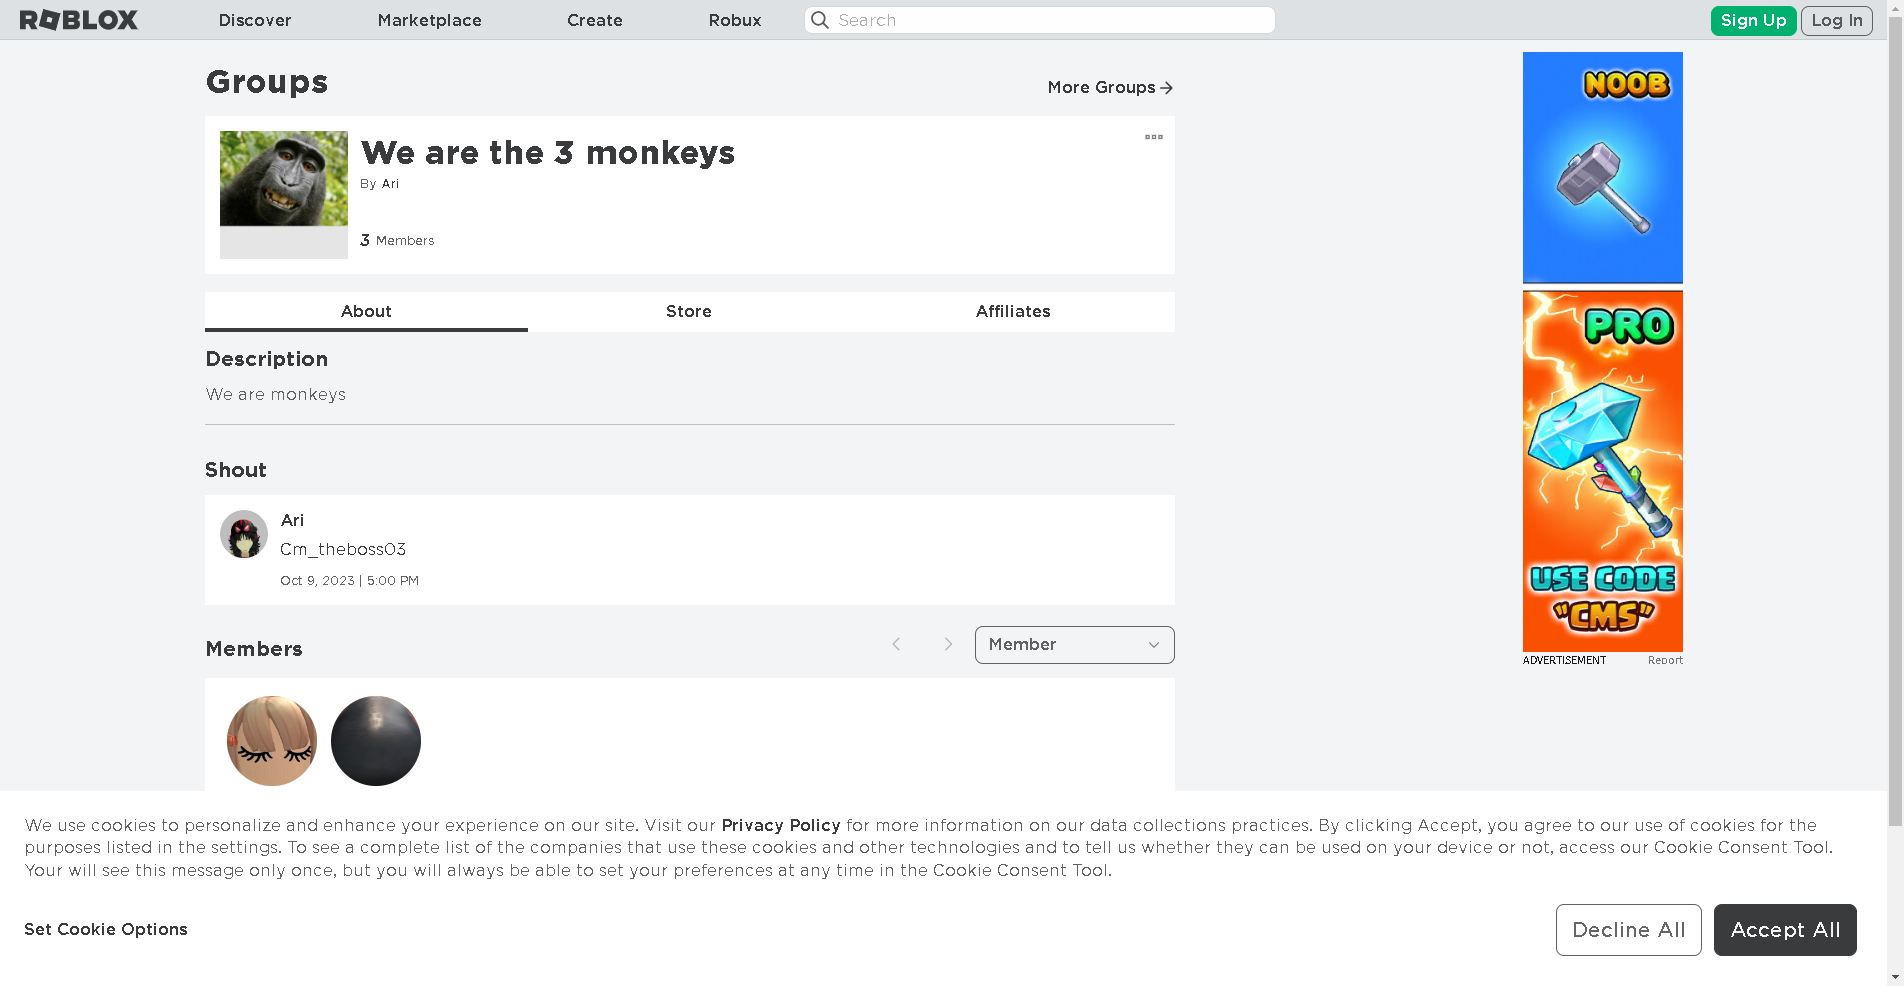 ROBLOX
Discover
Marketplace
Create
Robux
Search
Sign Up
Log In
Groups
More Groups
We are the 3 monkeys
By Ari
3 Members
About
Store
Affiliates
Description
We are monkeys
Shout
Ari
Cm_theboss03
Oct 9, 2023 | 5:00 PM
Members
Member
NOOB
PRO
USE CODE
"CMS"
ADVERTISEMENT
Report
We use cookies to personalize and enhance your experience on our site. Visit our Privacy Policy for more information on our data collections practices. By clicking Accept, you agree to our use of cookies for the
purposes listed in the settings. To see a complete list of the companies that use these cookies and other technologies and to tell us whether they can be used on your device or not, access our Cookie Consent Tool.
Your will see this message only once, but you will always be able to set your preferences at any time in the Cookie Consent Tool.
Set Cookie Options
Decline All
Accept All